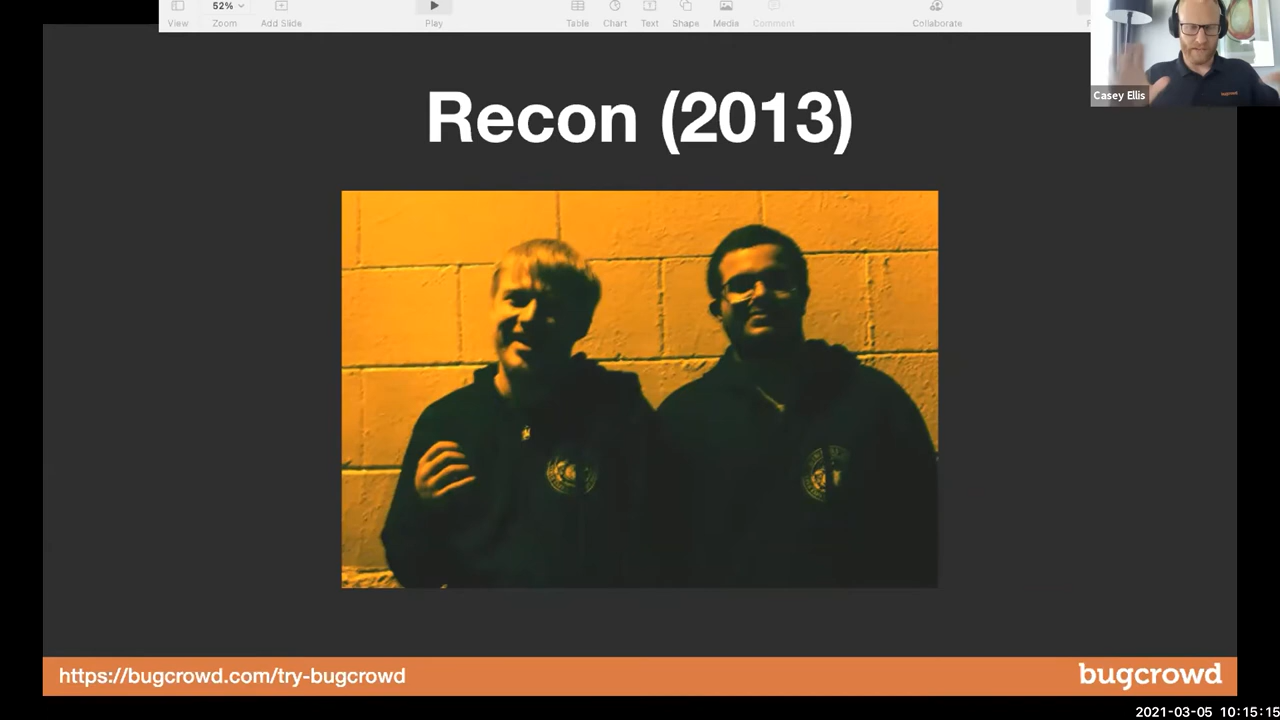 52%
View
Zoom
Add Slide
Play
Table
Chart
Text
Shape
Media
Comment
Collaborate
Casey Ellis
Recon (2013)
https://bugcrowd.com/try-bugcrowd
bugcrowd
2021-03-05 10:15:15